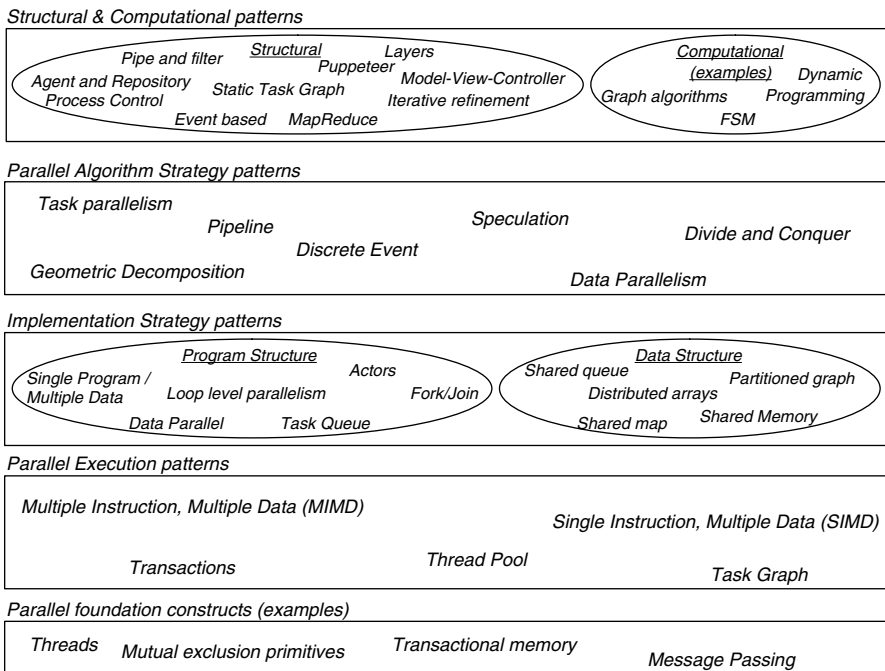 Structural & Computational patterns
Structural
Pipe and filter
Layers
Puppeteer
Agent and Repository
Model-View-Controller
Process Control
Static Task Graph
Iterative refinement
Event based
MapReduce
Computational
(examples)
Dynamic
Programming
Graph algorithms
FSM
Parallel Algorithm Strategy patterns
Task parallelism
Pipeline
Speculation
Discrete Event
Divide and Conquer
Geometric Decomposition
Data Parallelism
Implementation Strategy patterns
Program Structure
Actors
Single Program /
Multiple Data
Loop level parallelism
Fork/Join
Data Parallel
Task Queue
Data Structure
Shared queue
Partitioned graph
Distributed arrays
Shared map
Shared Memory
Parallel Execution patterns
Multiple Instruction, Multiple Data (MIMD)
Single Instruction, Multiple Data (SIMD)
Transactions
Thread Pool
Task Graph
Parallel foundation constructs (examples)
Threads
Mutual exclusion primitives
Transactional memory
Message Passing